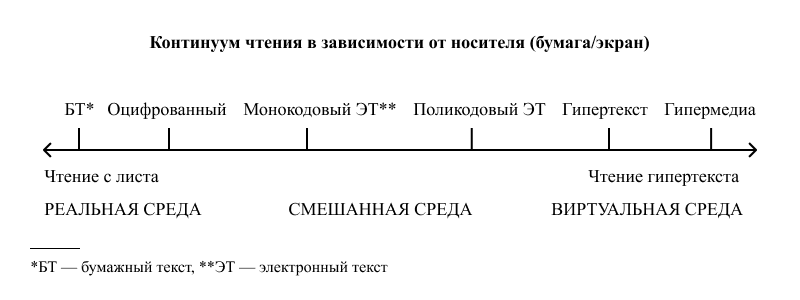 Континуум чтения в зависимости от носителя (бумага/экран)
БТ* Оцифрованный Монокодовый ЭТ** Поликодовый ЭТ Гипертекст Гипермедиа
Чтение с листа Чтение гипертекста
РЕАЛЬНАЯ СРЕДА СМЕШАННАЯ СРЕДА ВИРТУАЛЬНАЯ СРЕДА
*БТ — бумажный текст, **ЭТ — электронный текст